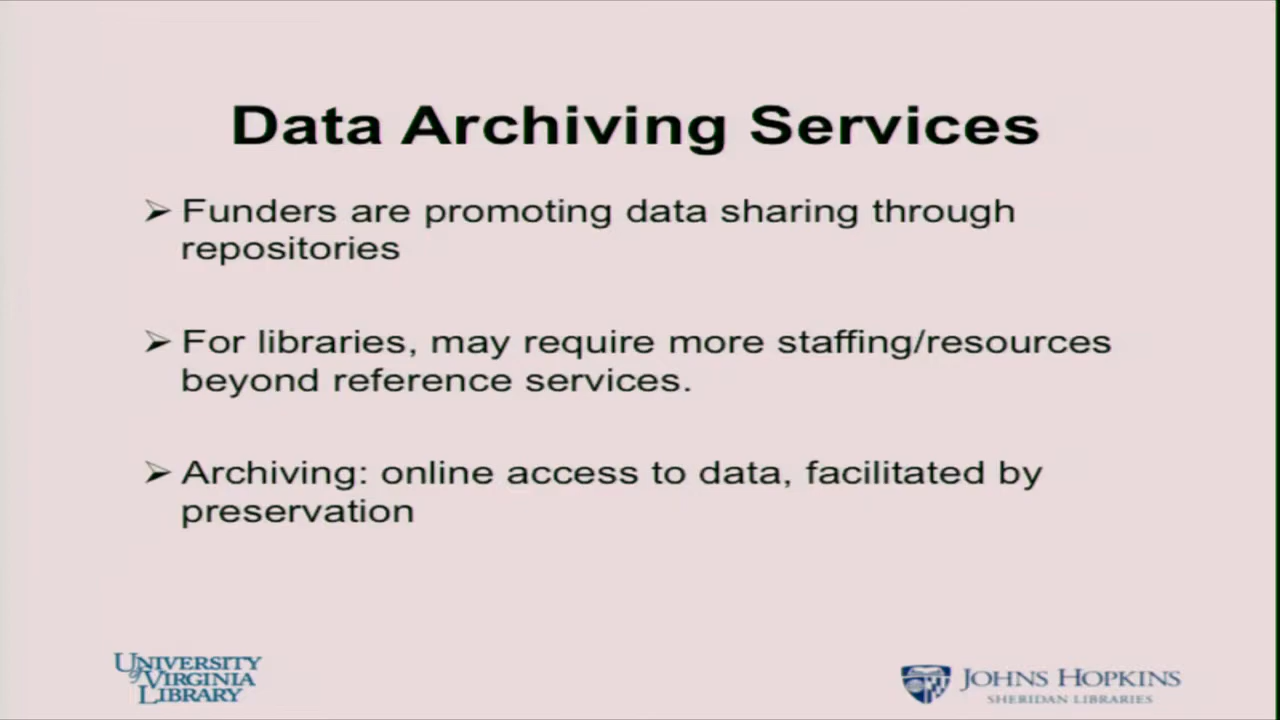 Data Archiving Services
➢ Funders are promoting data sharing through
repositories
➢ For libraries, may require more staffing/resources
beyond reference services.
➢ Archiving: online access to data, facilitated by
preservation
UNIVERSITY
of VIRGINIA
LIBRARY
JOHNS HOPKINS
SHERIDAN LIBRARIES